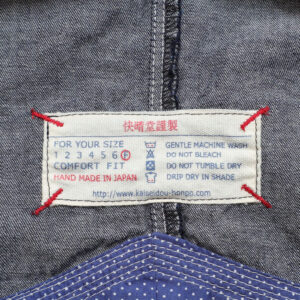 快晴堂謹製
FOR YOUR SIZE
1 2 3 4 5 6 F
COMFORT FIT
HAND MADE IN JAPAN
GENTLE MACHINE WASH
DO NOT BLEACH
DO NOT TUMBLE DRY
DRIP DRY IN SHADE
http://www.kaiseidou-honpo.com